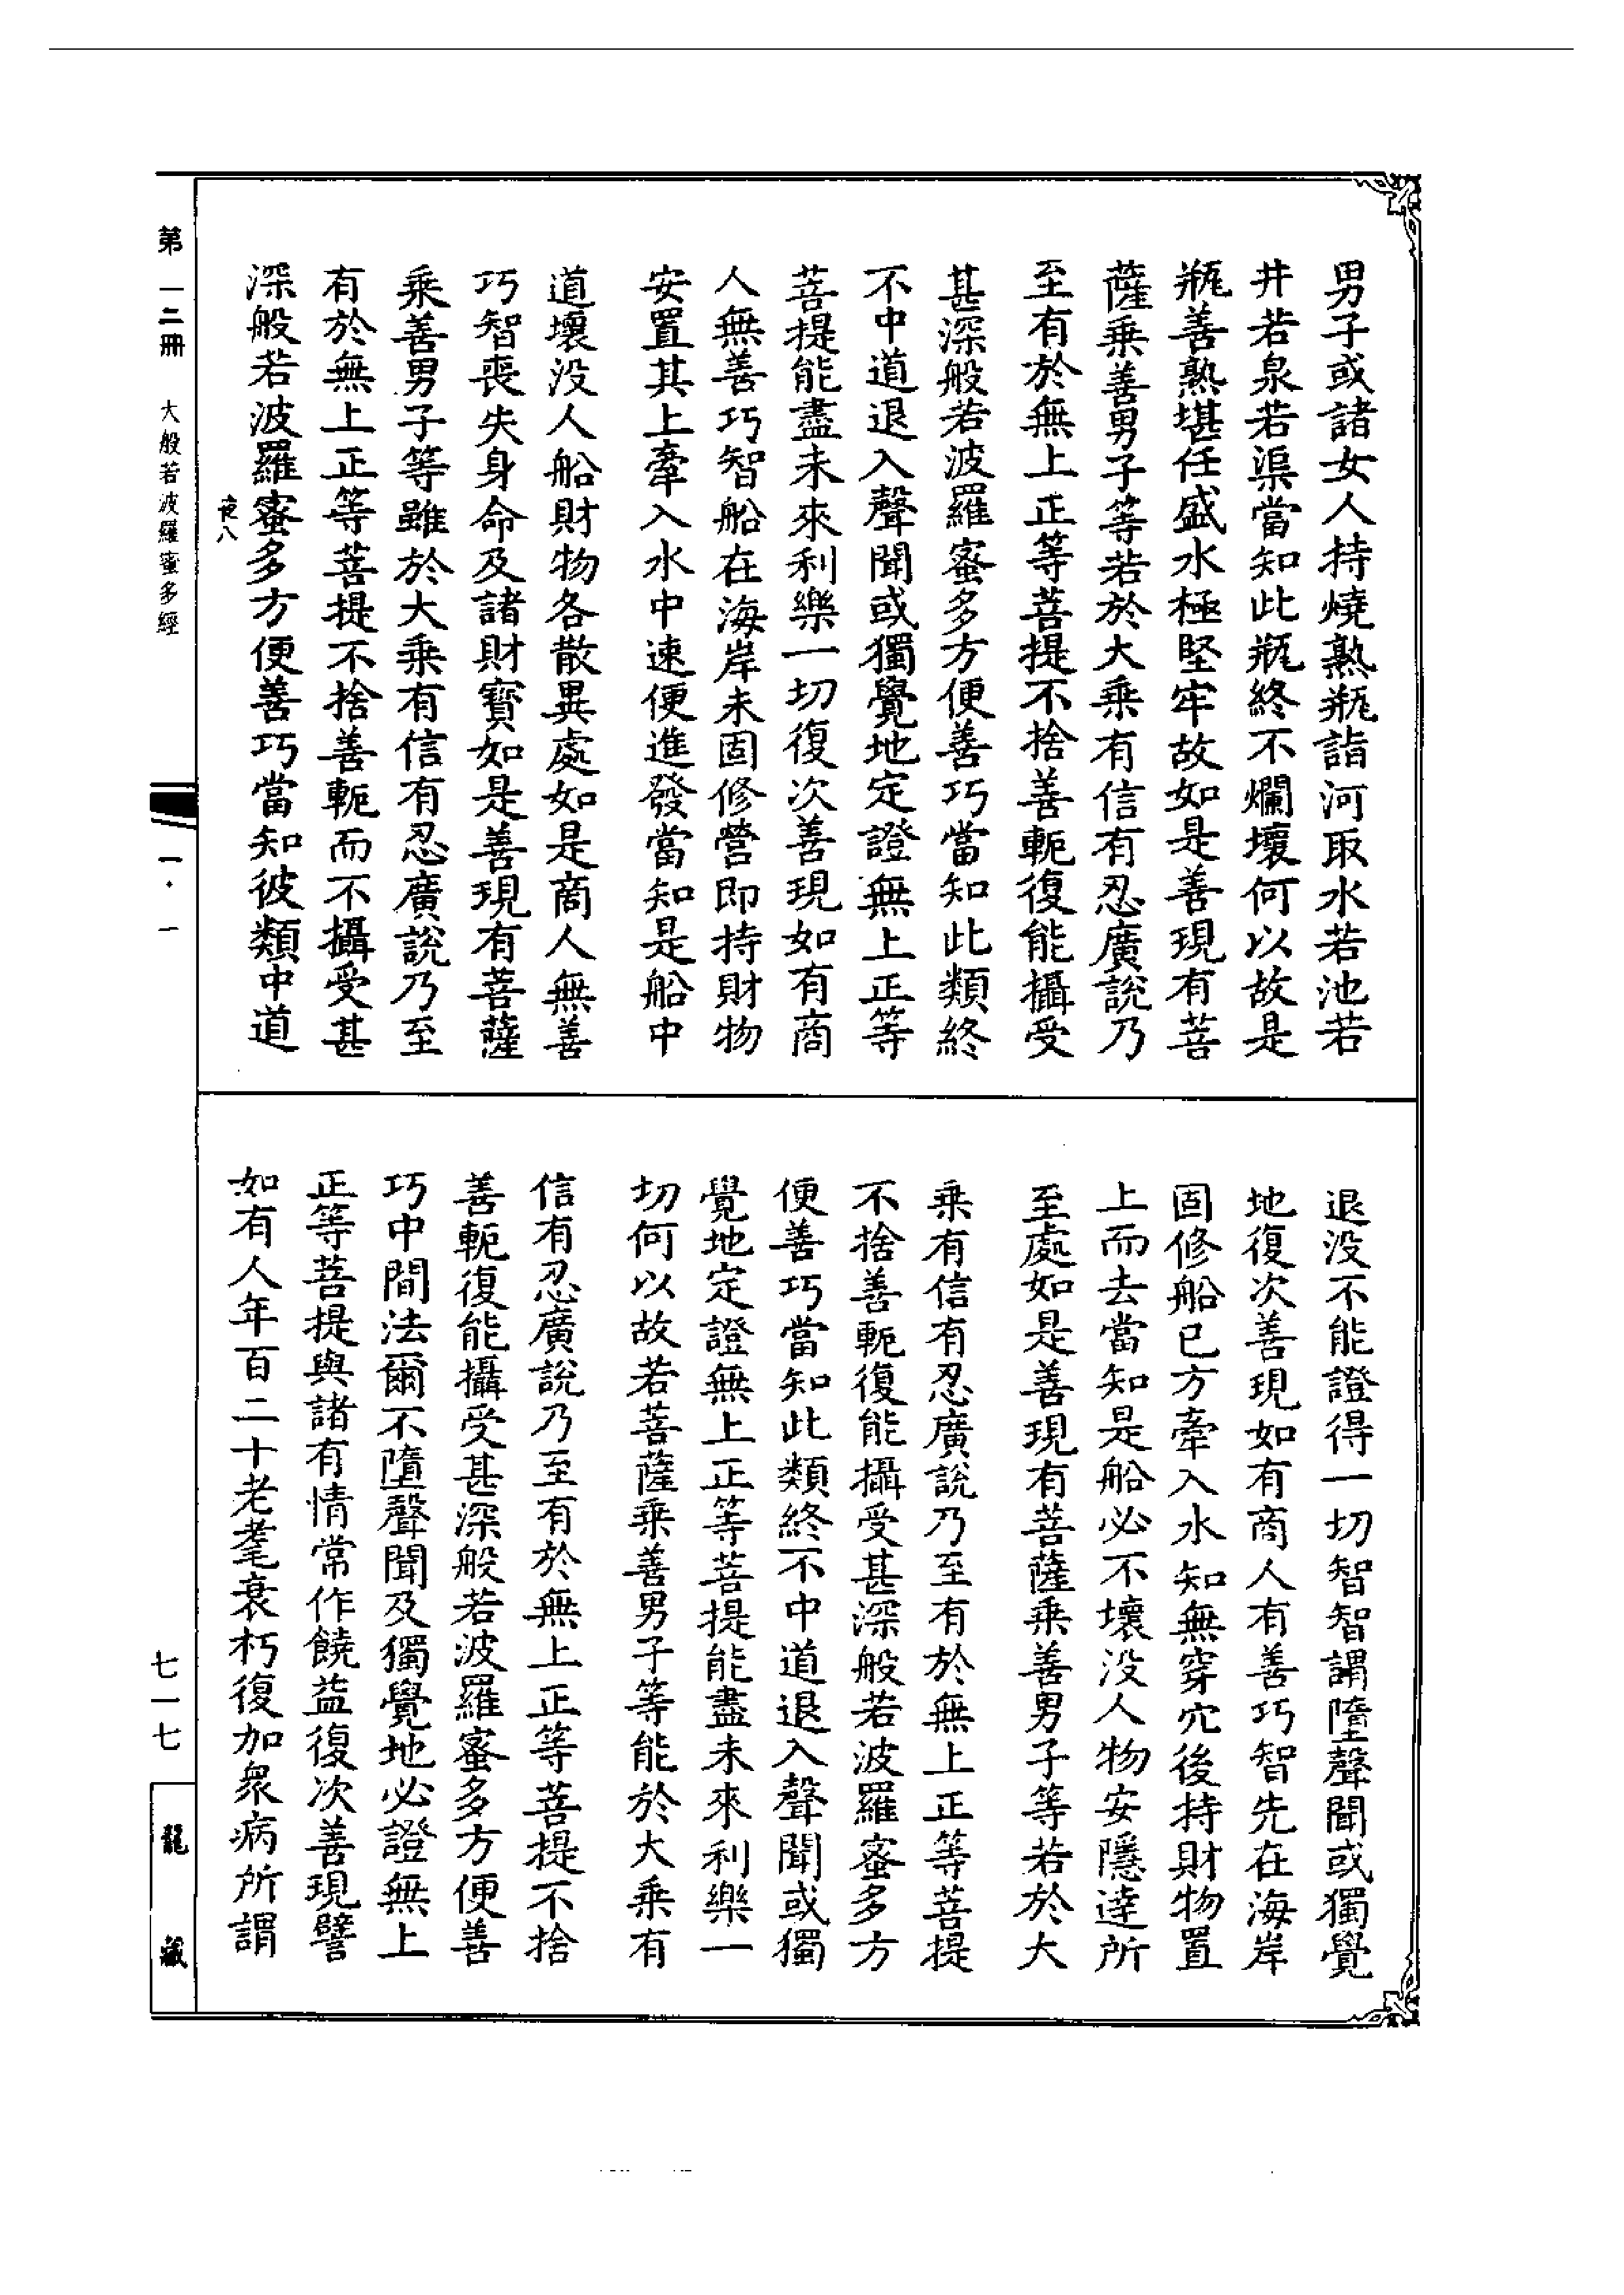 男子或諸女人持燒熟瓶詣河取水若池若
井若泉若渠當知此瓶終不爛壞何以故是
瓶善熟堪任盛水極堅牢故如是善現有菩
薩乘善男子等若於大乘有信有忍廣說乃
至有於無上正等菩提不捨善軛復能攝受
甚深般若波羅蜜多方便善巧當知此類終
不中道退入聲聞或獨覺地定證無上正等
菩提能盡未來利樂一切復次善現如有商
人無善巧智船在海岸未固修營即持財物
安置其上牽入水中速便進發當知是船中
道壞没人船財物各散異處如是商人無善
巧智喪失身命及諸財寶如是善現有菩薩
乘善男子等雖於大乘有信有忍廣說乃至
有於無上正等菩提不捨善軛而不攝受甚
深般若波羅蜜多方便善巧當知彼類中道
夜八
退没不能證得一切智智謂墮聲聞或獨覺
地復次善現如有商人有善巧智先在海岸
固修船已方牽入水知無穿穴後持財物置
上而去當知是船必不壞没人物安隱達所
至處如是善現有菩薩乘善男子等若於大
乘有信有忍廣說乃至有於無上正等菩提
不捨善軛復能攝受甚深般若波羅蜜多方
便善巧當知此類終不中道退入聲聞或獨
覺地定證無上正等菩提能盡未來利樂一
切何以故若菩薩乘善男子等能於大乘有
信有忍廣說乃至有於無上正等菩提不捨
善軛復能攝受甚深般若波羅蜜多方便善
巧中間法爾不墮聲聞及獨覺地必證無上
正等菩提與諸有情常作饒益復次善現譬
如有人年百二十老耄衰朽復加衆病所謂
第一二冊 大般若波羅蜜多經
一·一
七一七
龍藏